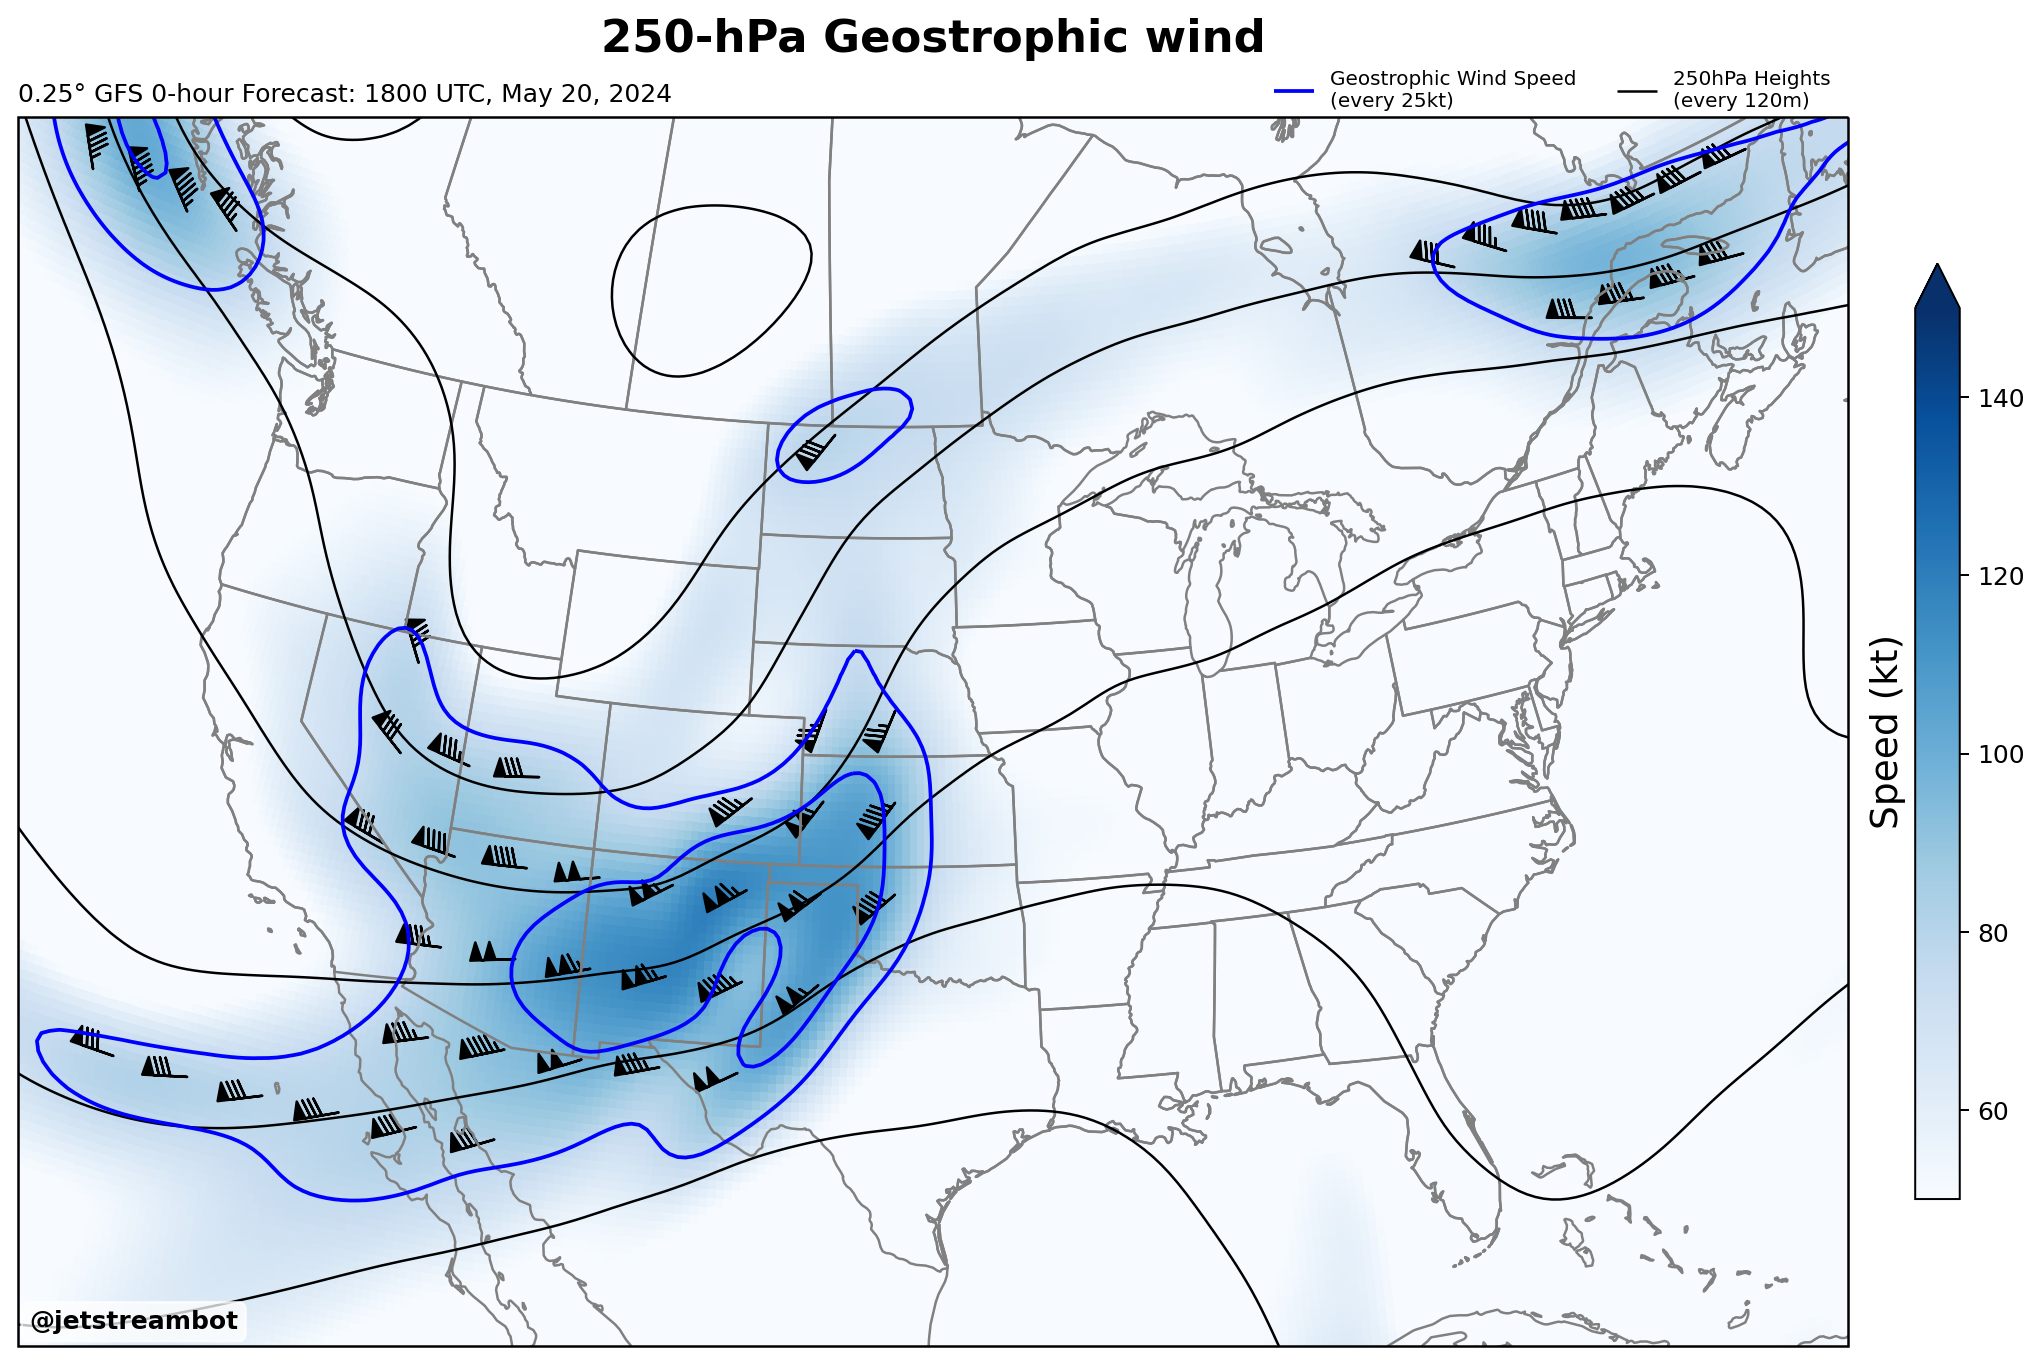 250-hPa Geostrophic wind
0.25° GFS 0-hour Forecast: 1800 UTC, May 20, 2024
Geostrophic Wind Speed
(every 25kt)
250hPa Heights
(every 120m)
140
120
100
80
60
Speed (kt)
@jetstreambot